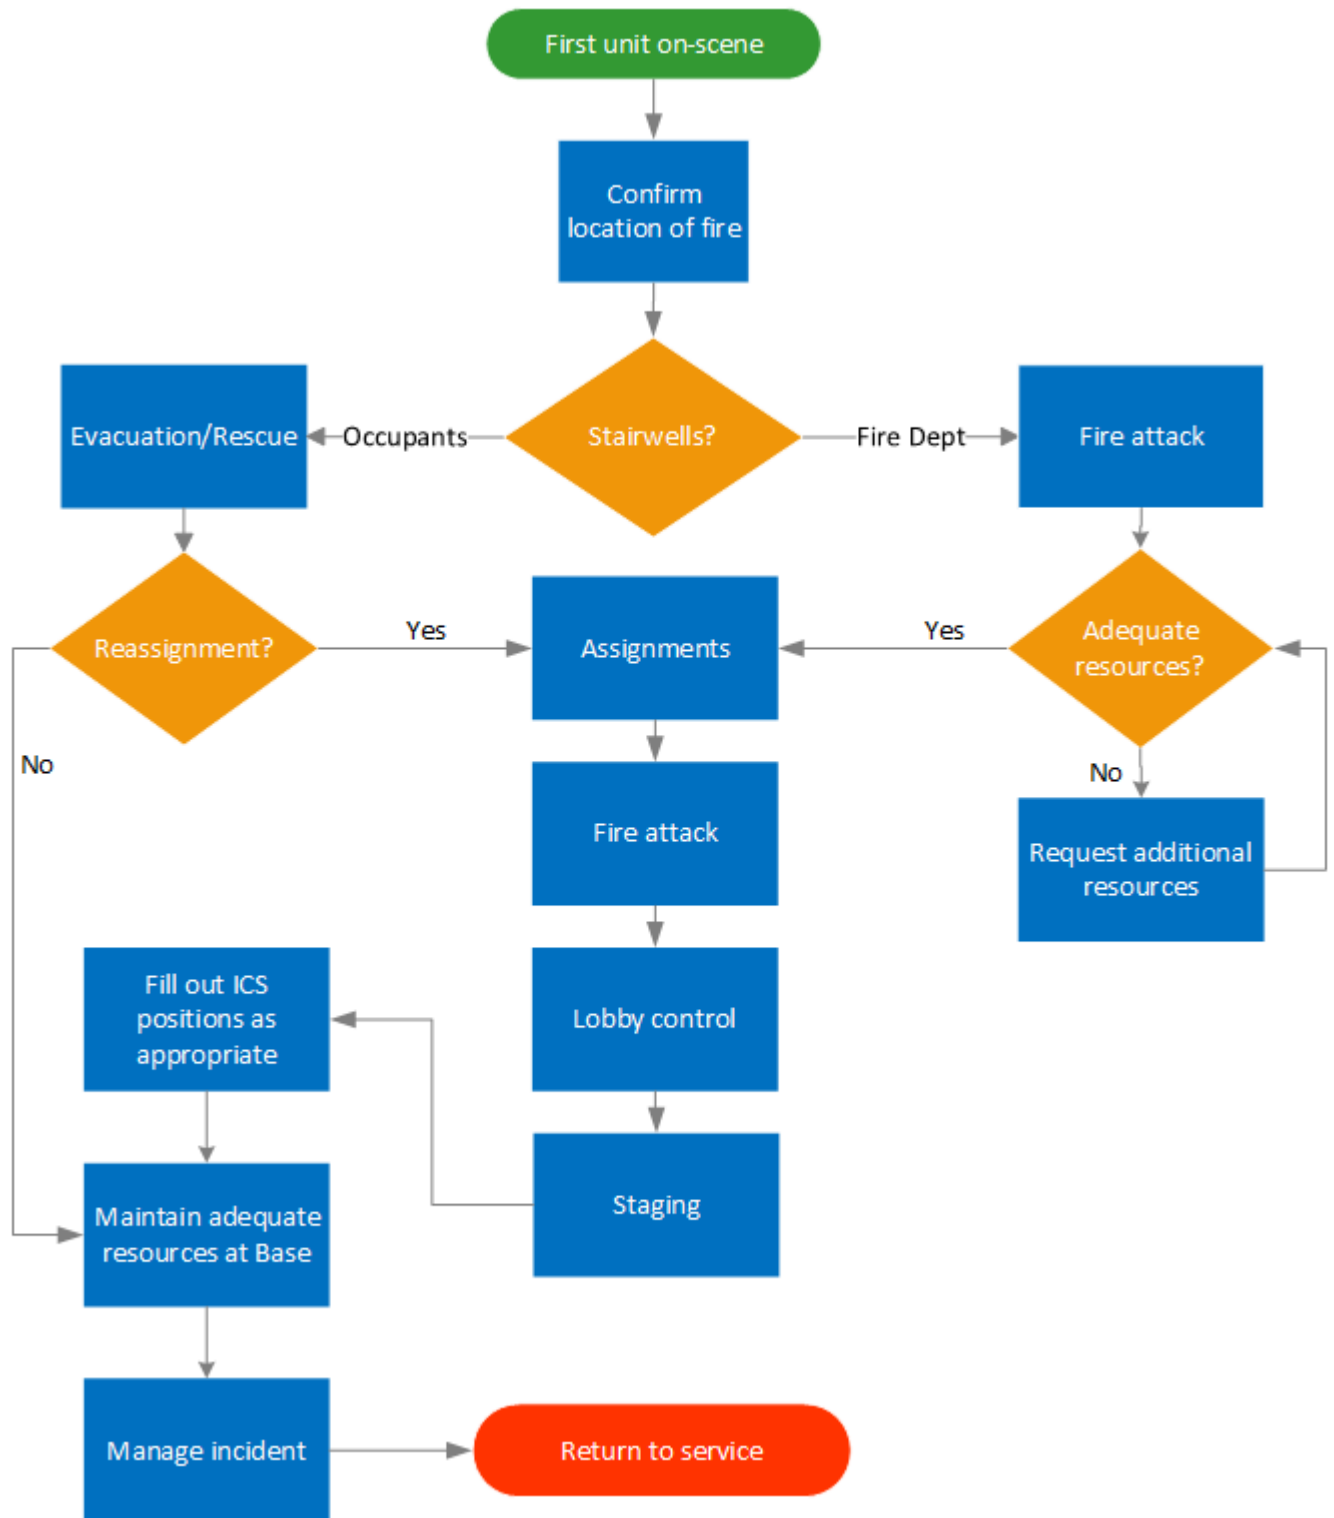 First unit on-scene
Confirm
location of fire
Stairwells?
Occupants
Fire Dept
Evacuation/Rescue
Fire attack
Reassignment?
Yes
No
Assignments
Yes
Adequate
resources?
No
Request additional
resources
Fire attack
Lobby control
Staging
Fill out ICS
positions as
appropriate
Maintain adequate
resources at Base
Manage incident
Return to service